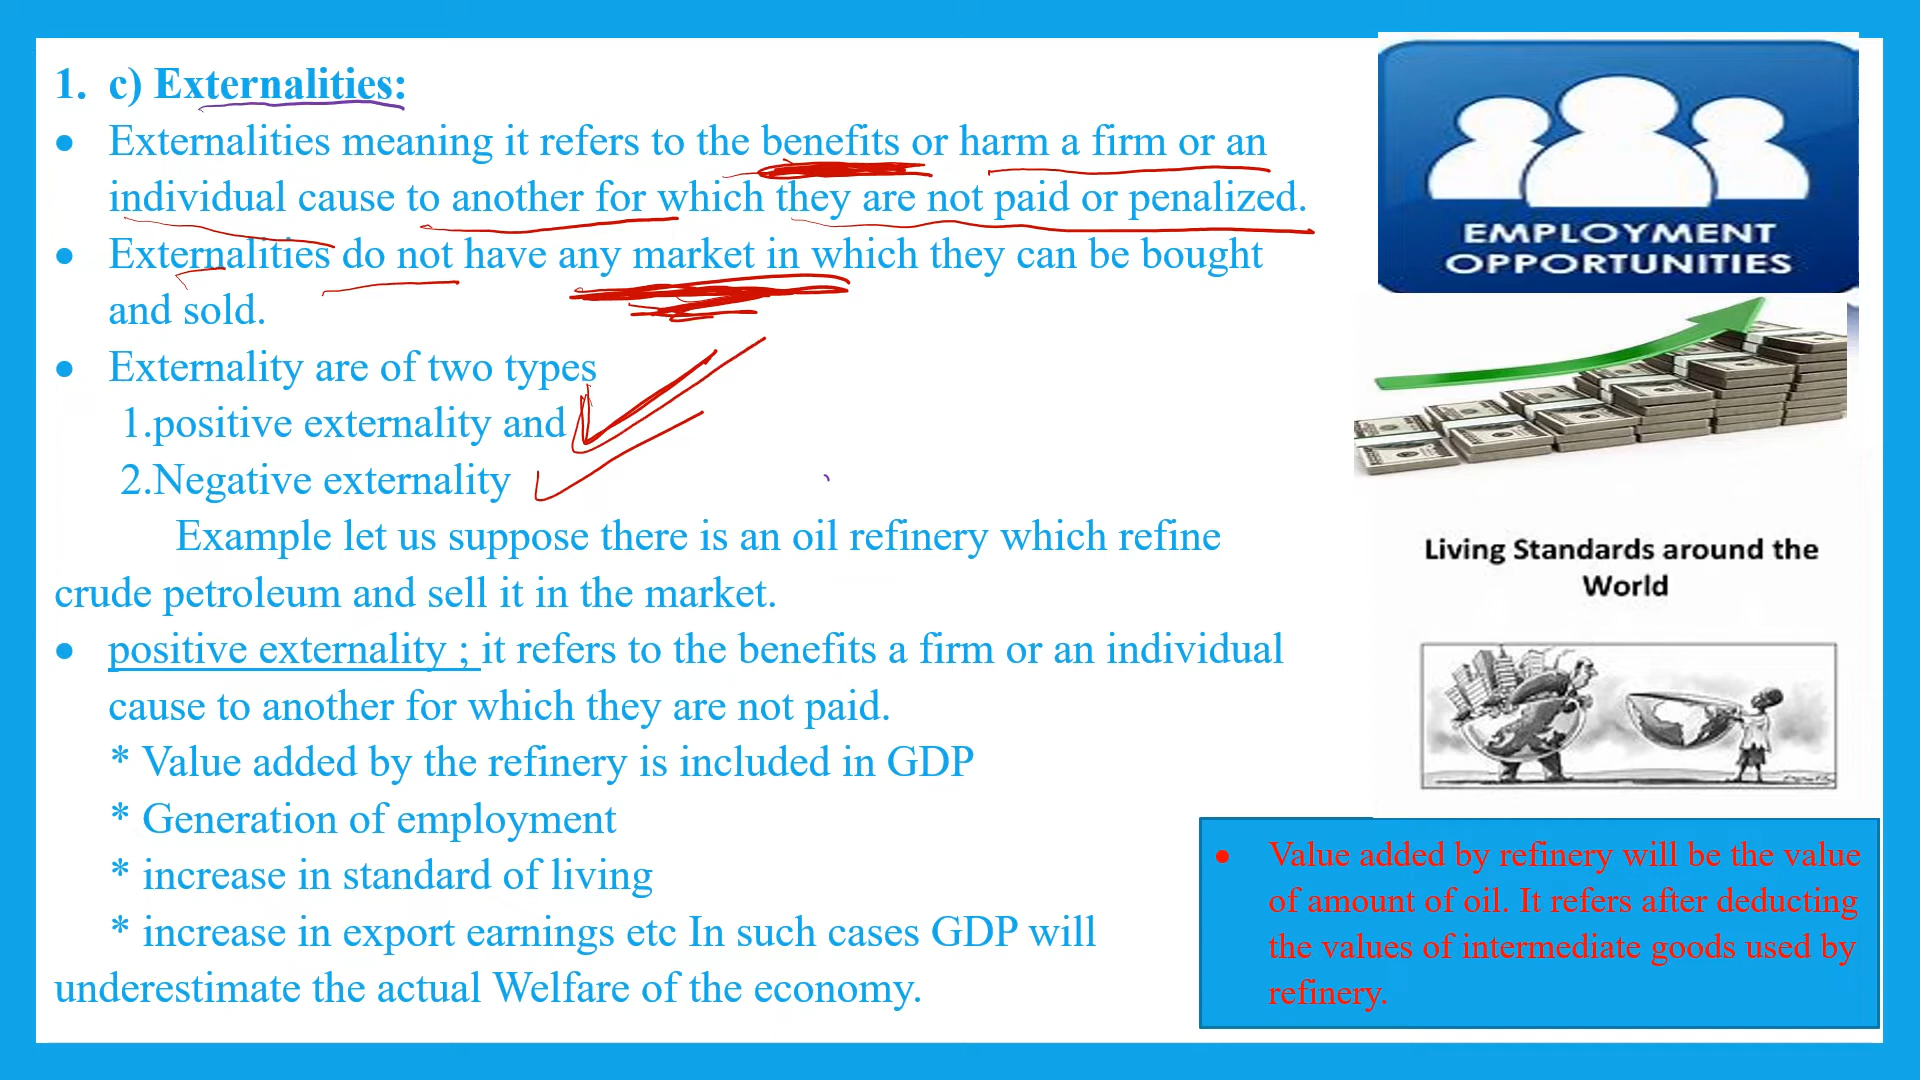 1. c) Externalities:
• Externalities meaning it refers to the benefits or harm a firm or an
individual cause to another for which they are not paid or penalized.
• Externalities do not have any market in which they can be bought
and sold.
• Externality are of two types
1.positive externality and
2.Negative externality
Example let us suppose there is an oil refinery which refine
crude petroleum and sell it in the market.
• positive externality ; it refers to the benefits a firm or an individual
cause to another for which they are not paid.
* Value added by the refinery is included in GDP
* Generation of employment
* increase in standard of living
* increase in export earnings etc In such cases GDP will
underestimate the actual Welfare of the economy.
EMPLOYMENT
OPPORTUNITIES
Living Standards around the
World
• Value added by refinery will be the value
of amount of oil. It refers after deducting
the values of intermediate goods used by
refinery.